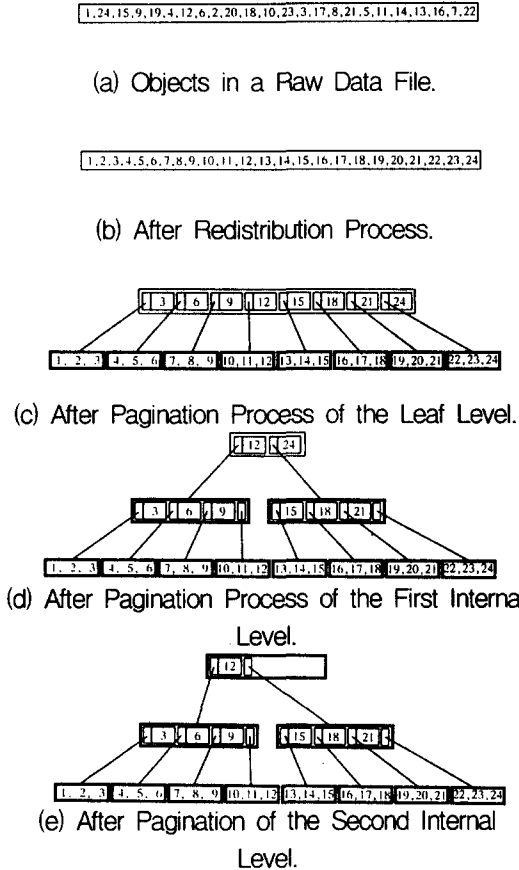 1,24,15,9,19,4,12,6,2,20,18,10,23,3,17,8,21,5,11,14,13,16,7,22
(a) Objects in a Raw Data File.
1,2,3,4,5,6,7,8,9,10,11,12,13,14,15,16,17,18,19,20,21,22,23,24
(b) After Redistribution Process.
3 6 9 12 15 18 21 24
1, 2, 3 4, 5, 6 7, 8, 9 10,11,12 13,14,15 16,17,18 19,20,21 22,23,24
(c) After Pagination Process of the Leaf Level.
12 24
3 6 9 15 18 21
1, 2, 3 4, 5, 6 7, 8, 9 10,11,12 13,14,15 16,17,18 19,20,21 22,23,24
(d) After Pagination Process of the First Interna
Level.
12
3 6 9 15 18 21
1, 2, 3 4, 5, 6 7, 8, 9 10,11,12 13,14,15 16,17,18 19,20,21 22,23,24
(e) After Pagination of the Second Internal
Level.